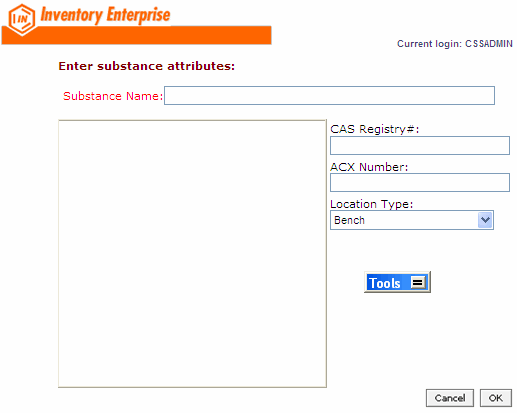 IN Inventory Enterprise
Current login: CSSADMIN
Enter substance attributes:
Substance Name:
CAS Registry#:
ACX Number:
Location Type:
Bench
Tools
Cancel OK